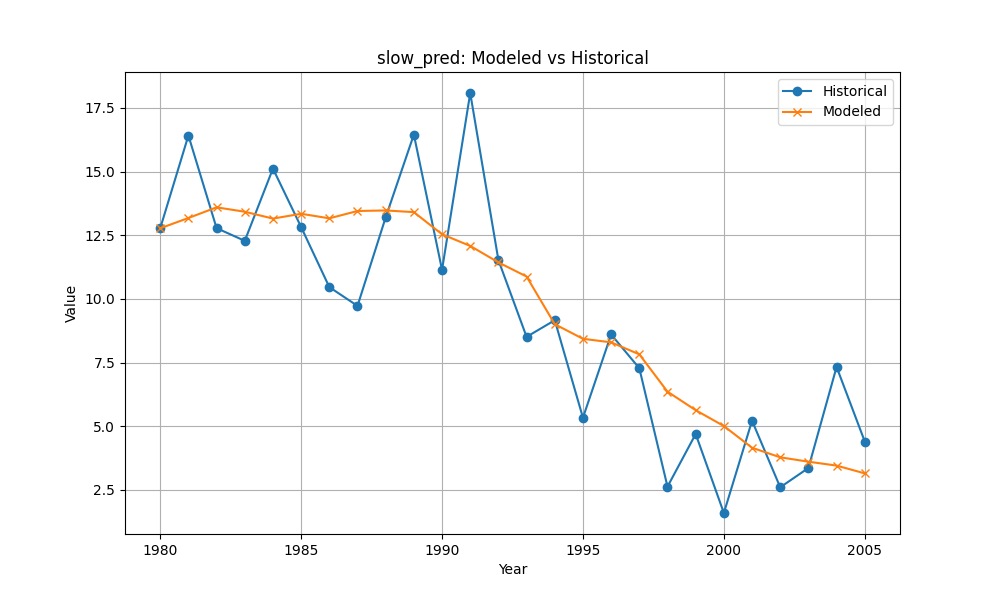 slow_pred: Modeled vs Historical
Historical
Modeled
Value
17.5
15.0
12.5
10.0
7.5
5.0
2.5
1980 1985 1990 1995 2000 2005
Year